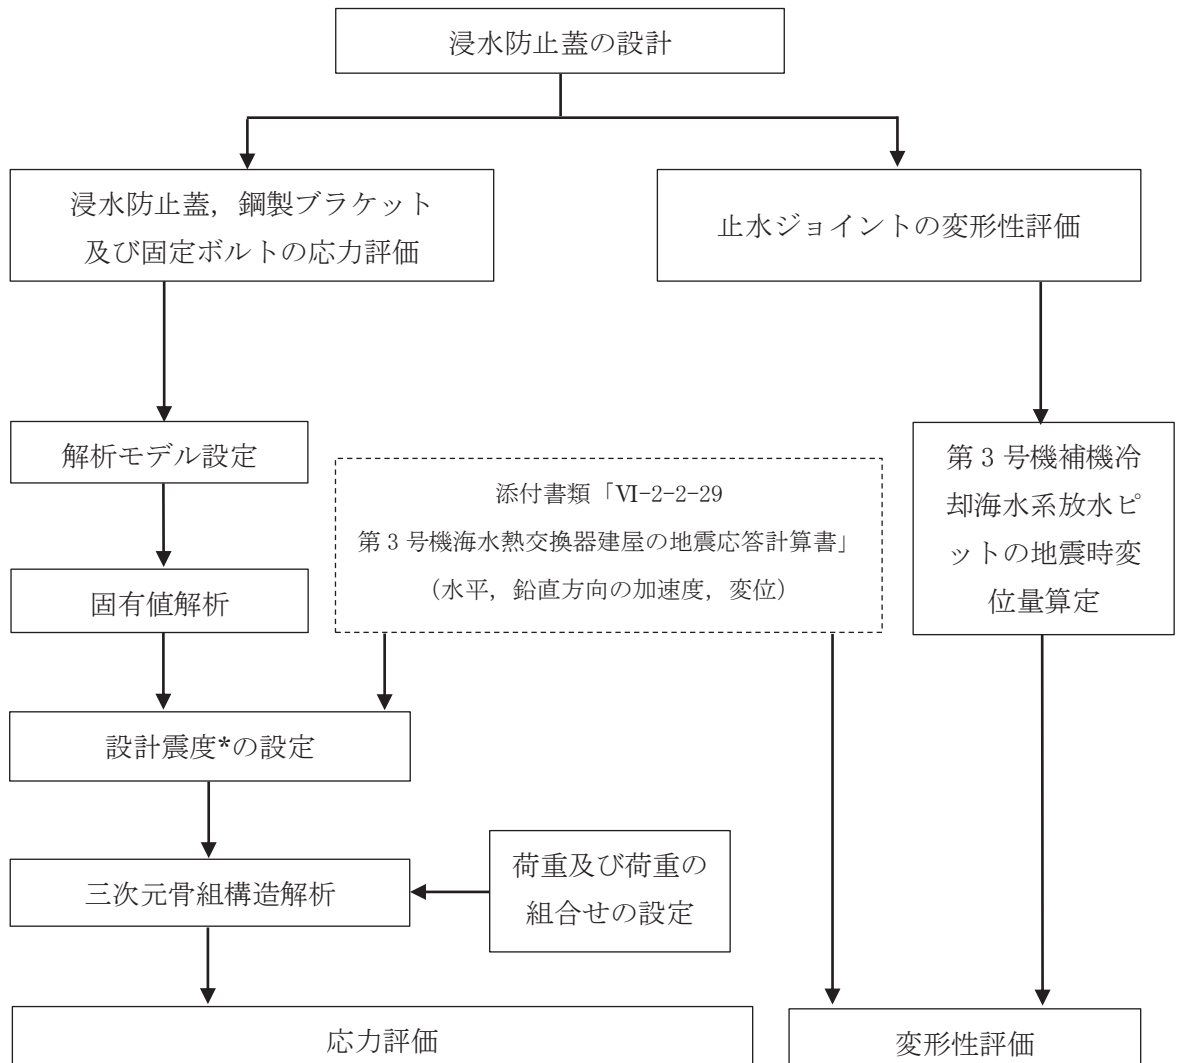 浸水防止蓋の設計
浸水防止蓋，鋼製ブラケット
及び固定ボルトの応力評価
止水ジョイントの変形性評価
解析モデル設定
添付書類「Ⅵ-2-2-29
第 3 号機海水熱交換器建屋の地震応答計算書」
（水平，鉛直方向の加速度，変位）
第 3 号機補機冷
却海水系放水ピ
ットの地震時変
位量算定
固有値解析
設計震度*の設定
三次元骨組構造解析
荷重及び荷重の
組合せの設定
応力評価
変形性評価